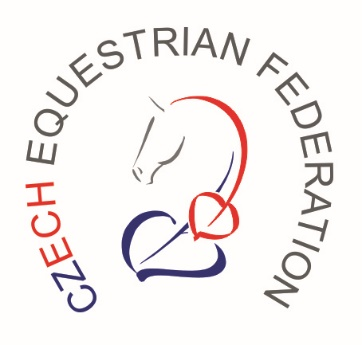 CZECH EQUESTRIAN FEDERATION